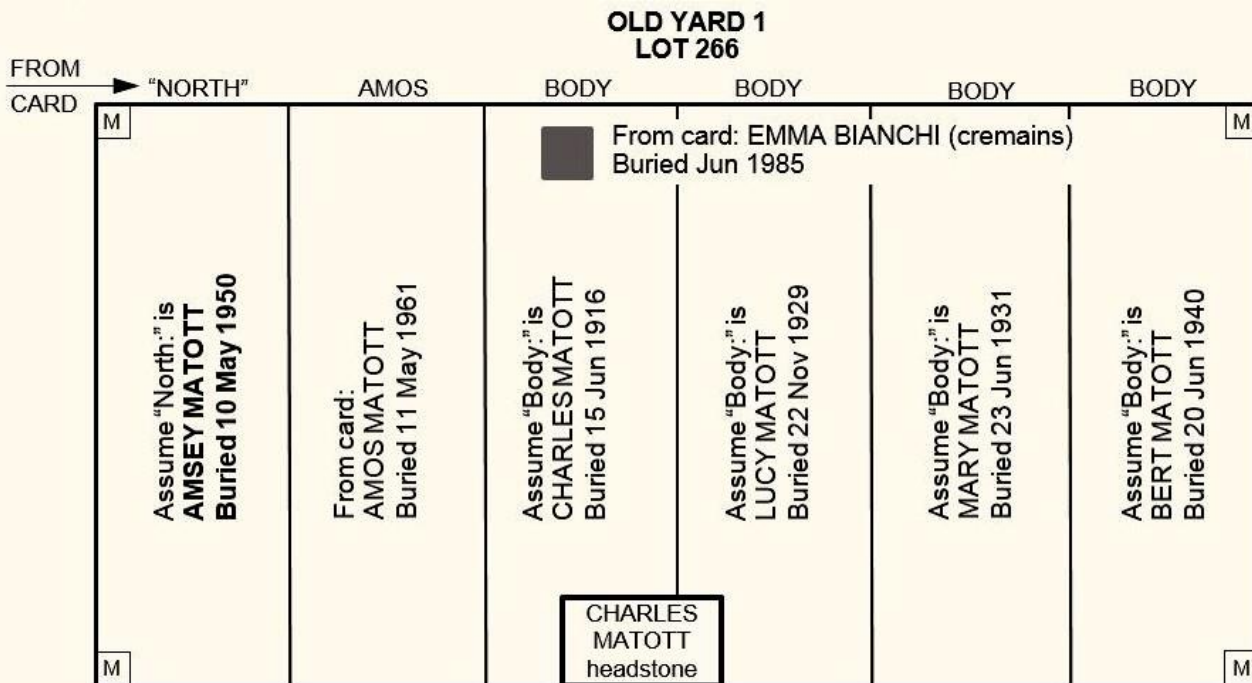 OLD YARD 1
LOT 266
FROM
CARD
"NORTH"
AMOS
BODY
BODY
BODY
BODY
M
M
From card: EMMA BIANCHI (cremains)
Buried Jun 1985
Assume "North:" is
AMSEY MATOTT
Buried 10 May 1950
From card:
AMOS MATOTT
Buried 11 May 1961
Assume "Body:" is
CHARLES MATOTT
Buried 15 Jun 1916
Assume "Body:" is
LUCY MATOTT
Buried 22 Nov 1929
Assume "Body:" is
MARY MATOTT
Buried 23 Jun 1931
Assume "Body:" is
BERT MATOTT
Buried 20 Jun 1940
CHARLES
MATOTT
headstone
M
M